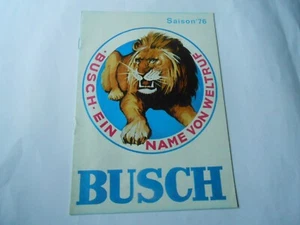 Saison '76
·BUSCH·EIN NAME VON WELTRUF
BUSCH